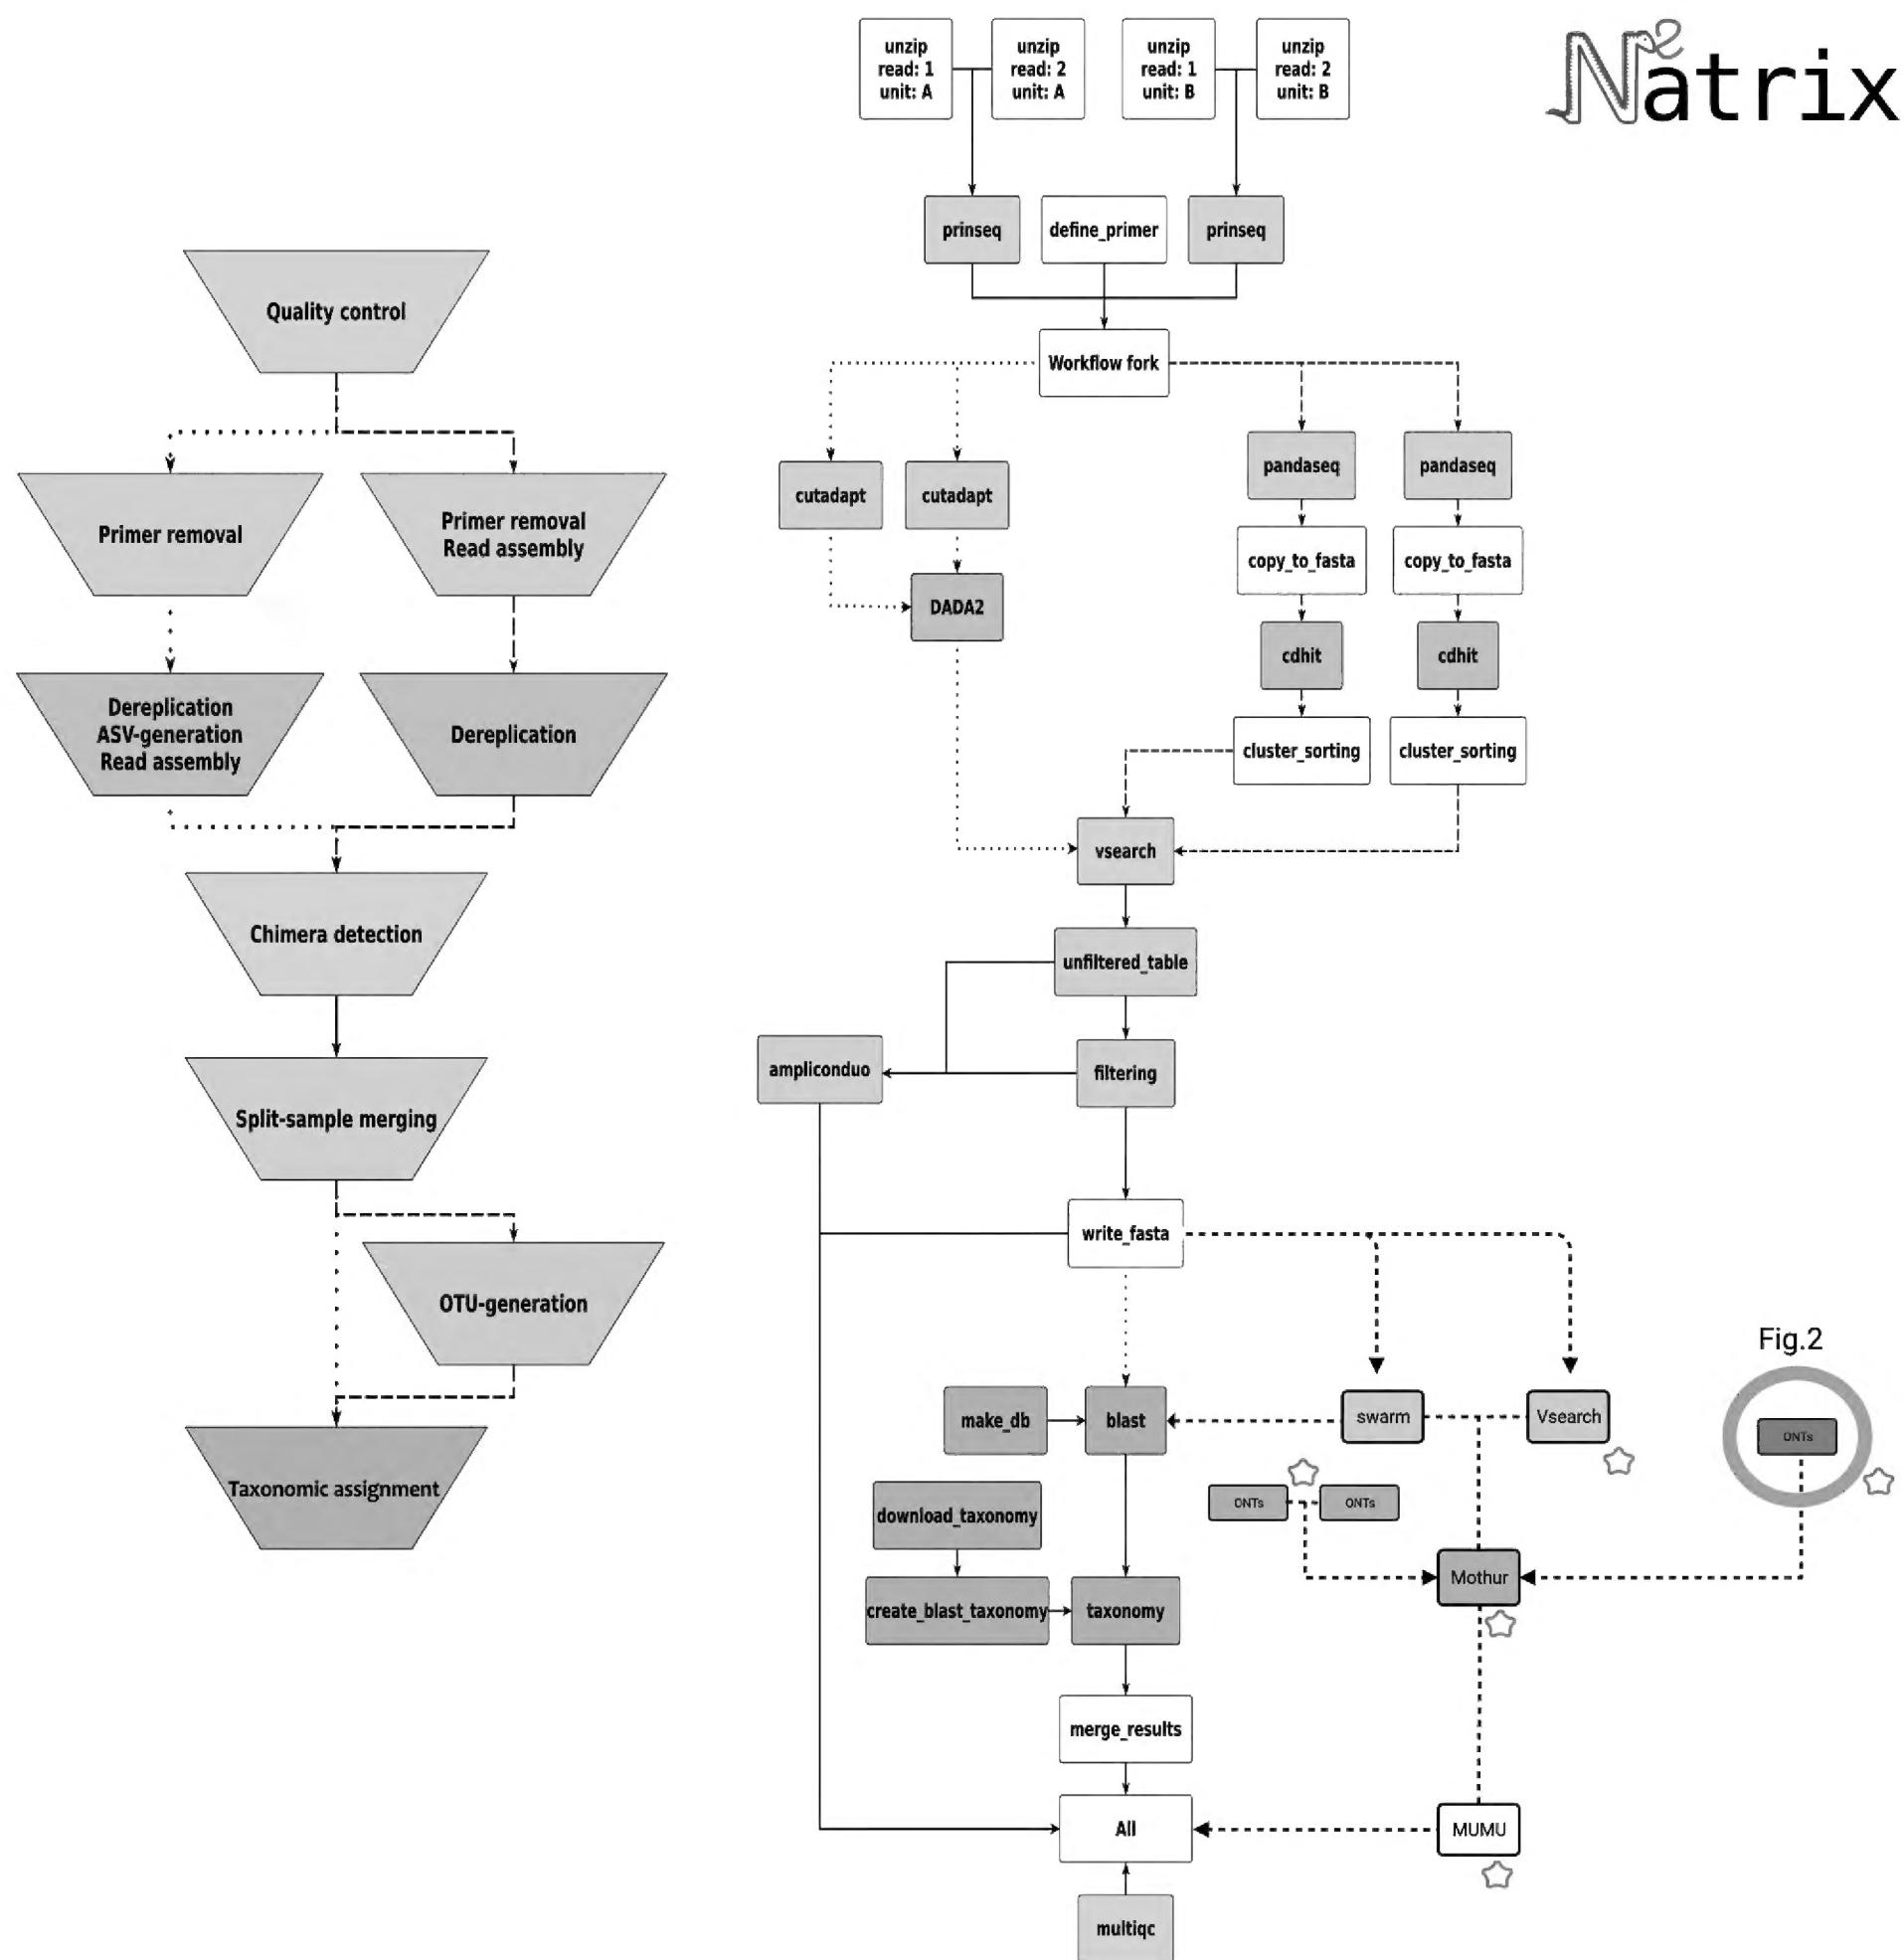 Natrix
2
unzip
read: 1
unit: A
unzip
read: 2
unit: A
unzip
read: 1
unit: B
unzip
read: 2
unit: B
prinseq
define_primer
prinseq
Workflow fork
cutadapt
cutadapt
DADA2
pandaseq
pandaseq
copy_to_fasta
copy_to_fasta
cdhit
cdhit
cluster_sorting
cluster_sorting
vsearch
unfiltered_table
ampliconduo
filtering
write_fasta
make_db
blast
swarm
Vsearch
Fig.2
ONTs
ONTs
ONTs
download_taxonomy
create_blast_taxonomy
taxonomy
Mothur
merge_results
All
MUMU
multiqc
Quality control
Primer removal
Primer removal
Read assembly
Dereplication
ASV-generation
Read assembly
Dereplication
Chimera detection
Split-sample merging
OTU-generation
Taxonomic assignment